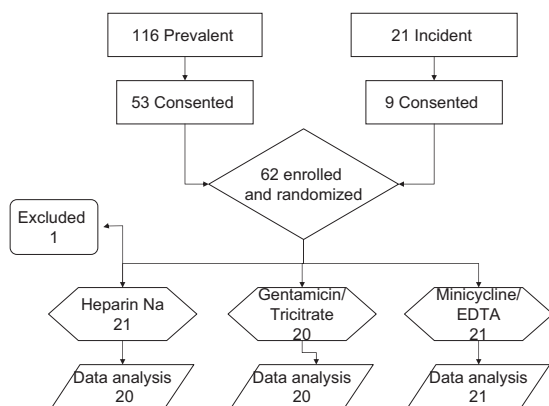 116 Prevalent
21 Incident
53 Consented
9 Consented
62 enrolled
and randomized
Excluded
1
Heparin Na
21
Gentamicin/
Tricitrate
20
Minicycline/
EDTA
21
Data analysis
20
Data analysis
20
Data analysis
21